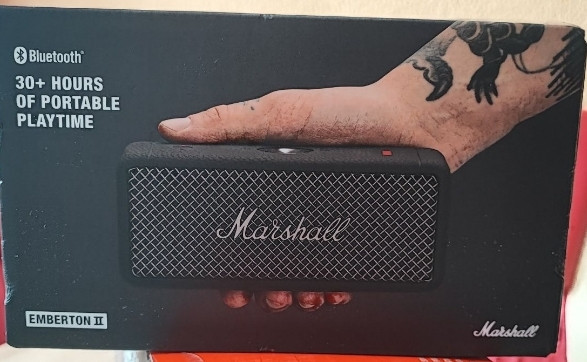 Bluetooth®
30+ HOURS
OF PORTABLE
PLAYTIME
Marshall
EMBERTON II
Marshall